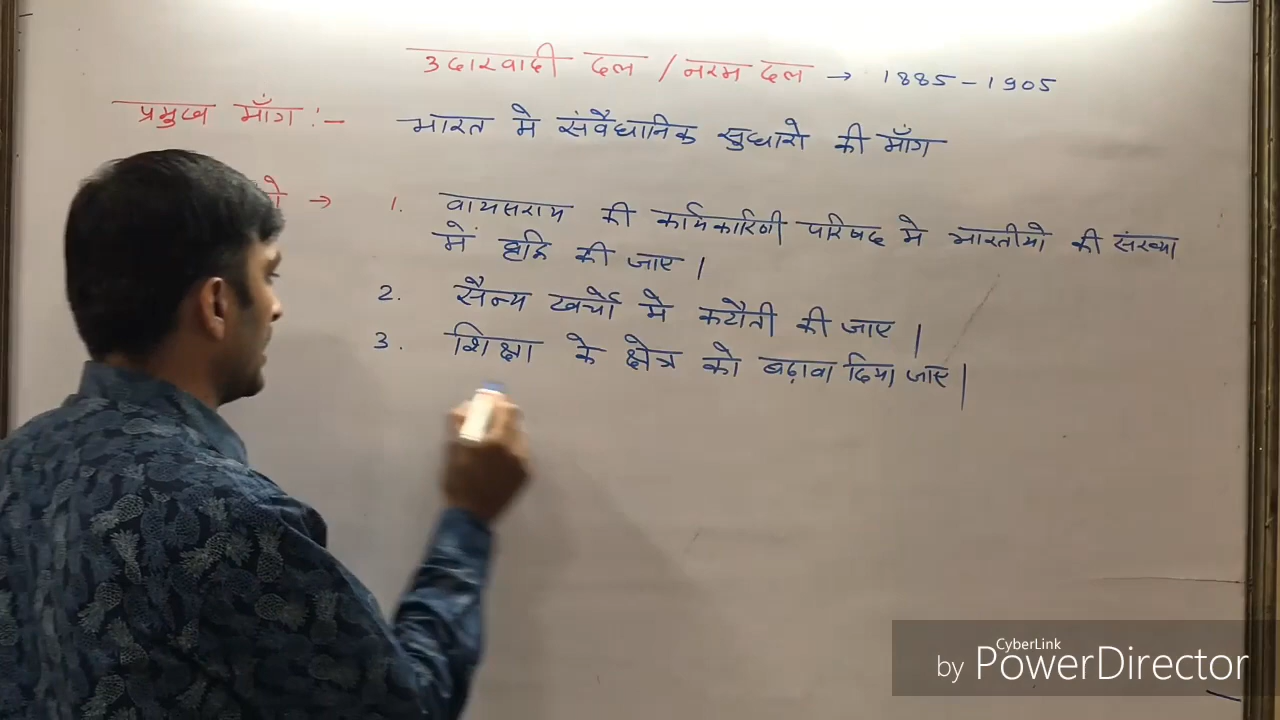 उदारवादी दल / नरम दल → 1885 - 1905
प्रमुख माँग :- भारत मे संवैधानिक सुधारो की माँग
→ 1. वायसराय की कार्यकारिणी परिषद मे भारतीयो की संख्या
में वृद्धि की जाए।
2. सैन्य खर्चो मे कटौती की जाए।
3. शिक्षा के क्षेत्र को बढ़ावा दिया जाए।
CyberLink
by PowerDirector